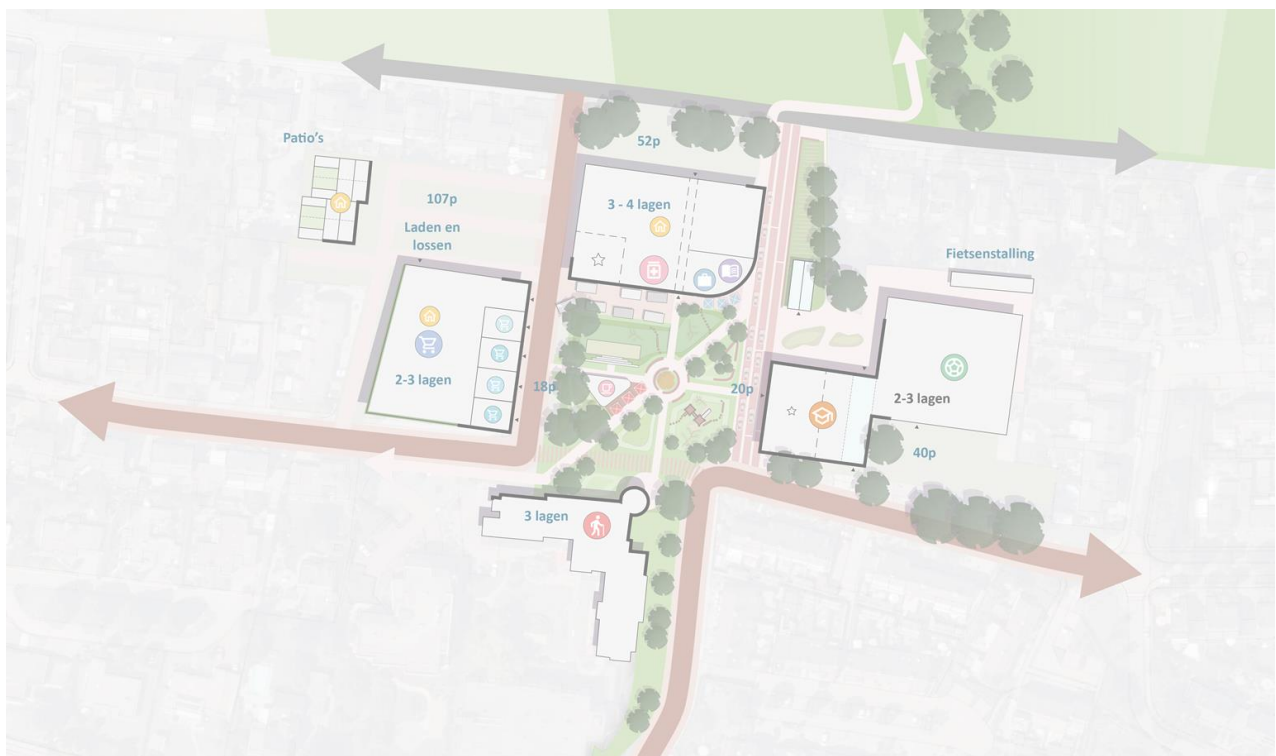 Patio's
52p
107p
3 - 4 lagen
Laden en
lossen
Fietsenstalling
2-3 lagen
18p
20p
2-3 lagen
40p
3 lagen